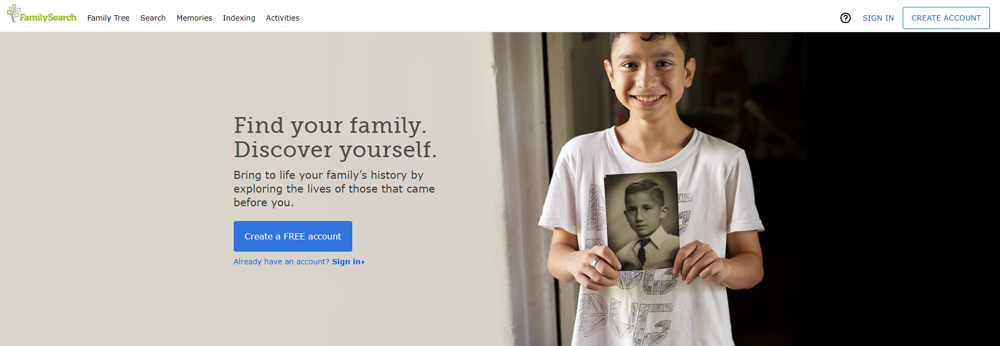 FamilySearch
Family Tree
Search
Memories
Indexing
Activities
SIGN IN
CREATE ACCOUNT
Find your family.
Discover yourself.
Bring to life your family’s history by
exploring the lives of those that came
before you.
Create a FREE account
Already have an account? Sign in